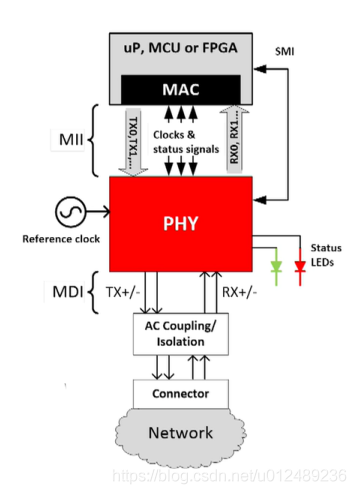 uP, MCU or FPGA
SMI
MAC
MII
TX0,TX1,...
Clocks &
status signals
RX0, RX1...
PHY
Reference clock
Status
LEDs
MDI
TX+/-
RX+/-
AC Coupling/
Isolation
Connector
Network
https://blog.csdn.net/u012489236